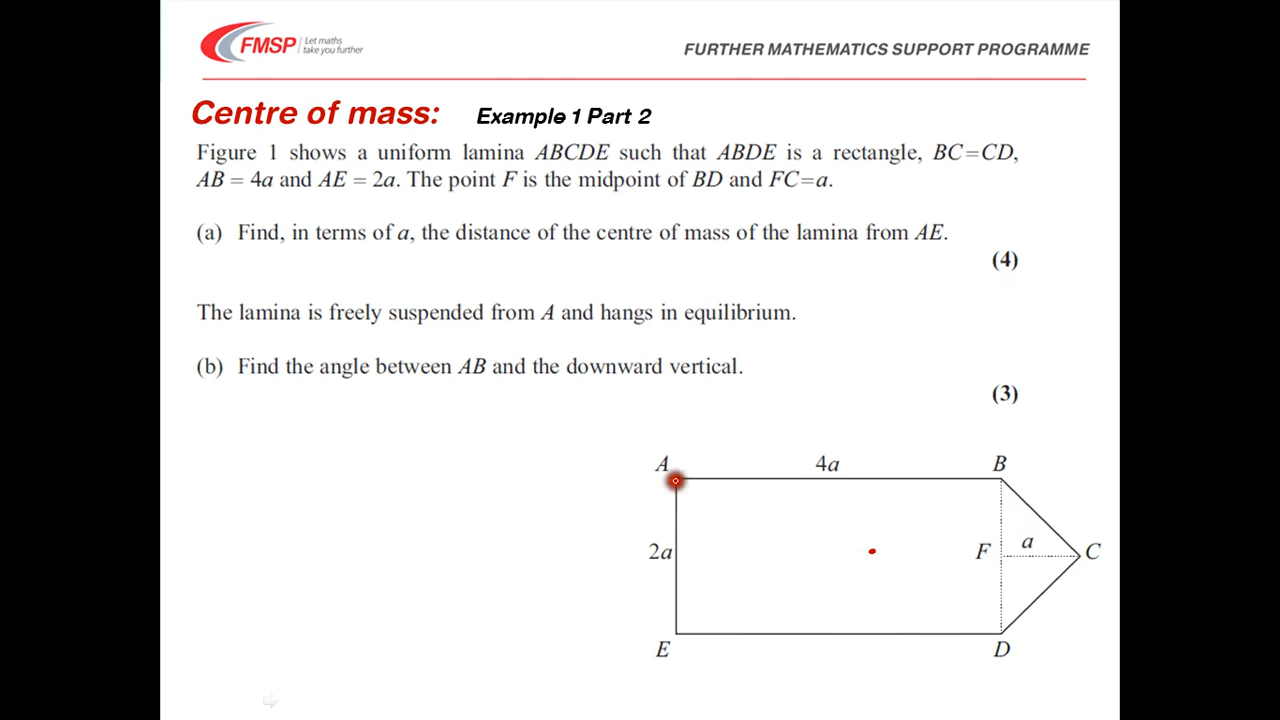 FMSP Let maths take you further
FURTHER MATHEMATICS SUPPORT PROGRAMME
Centre of mass: Example 1 Part 2
Figure 1 shows a uniform lamina ABCDE such that ABDE is a rectangle, BC=CD,
AB = 4a and AE = 2a. The point F is the midpoint of BD and FC=a.
(a) Find, in terms of a, the distance of the centre of mass of the lamina from AE.
(4)
The lamina is freely suspended from A and hangs in equilibrium.
(b) Find the angle between AB and the downward vertical.
(3)
A 4a B
2a F a C
E D